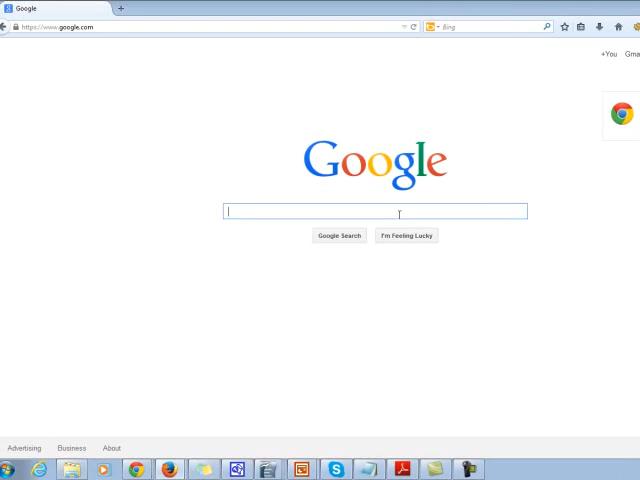 Google
https://www.google.com
Bing
+You Gma
Google
Google Search
I'm Feeling Lucky
Advertising
Business
About